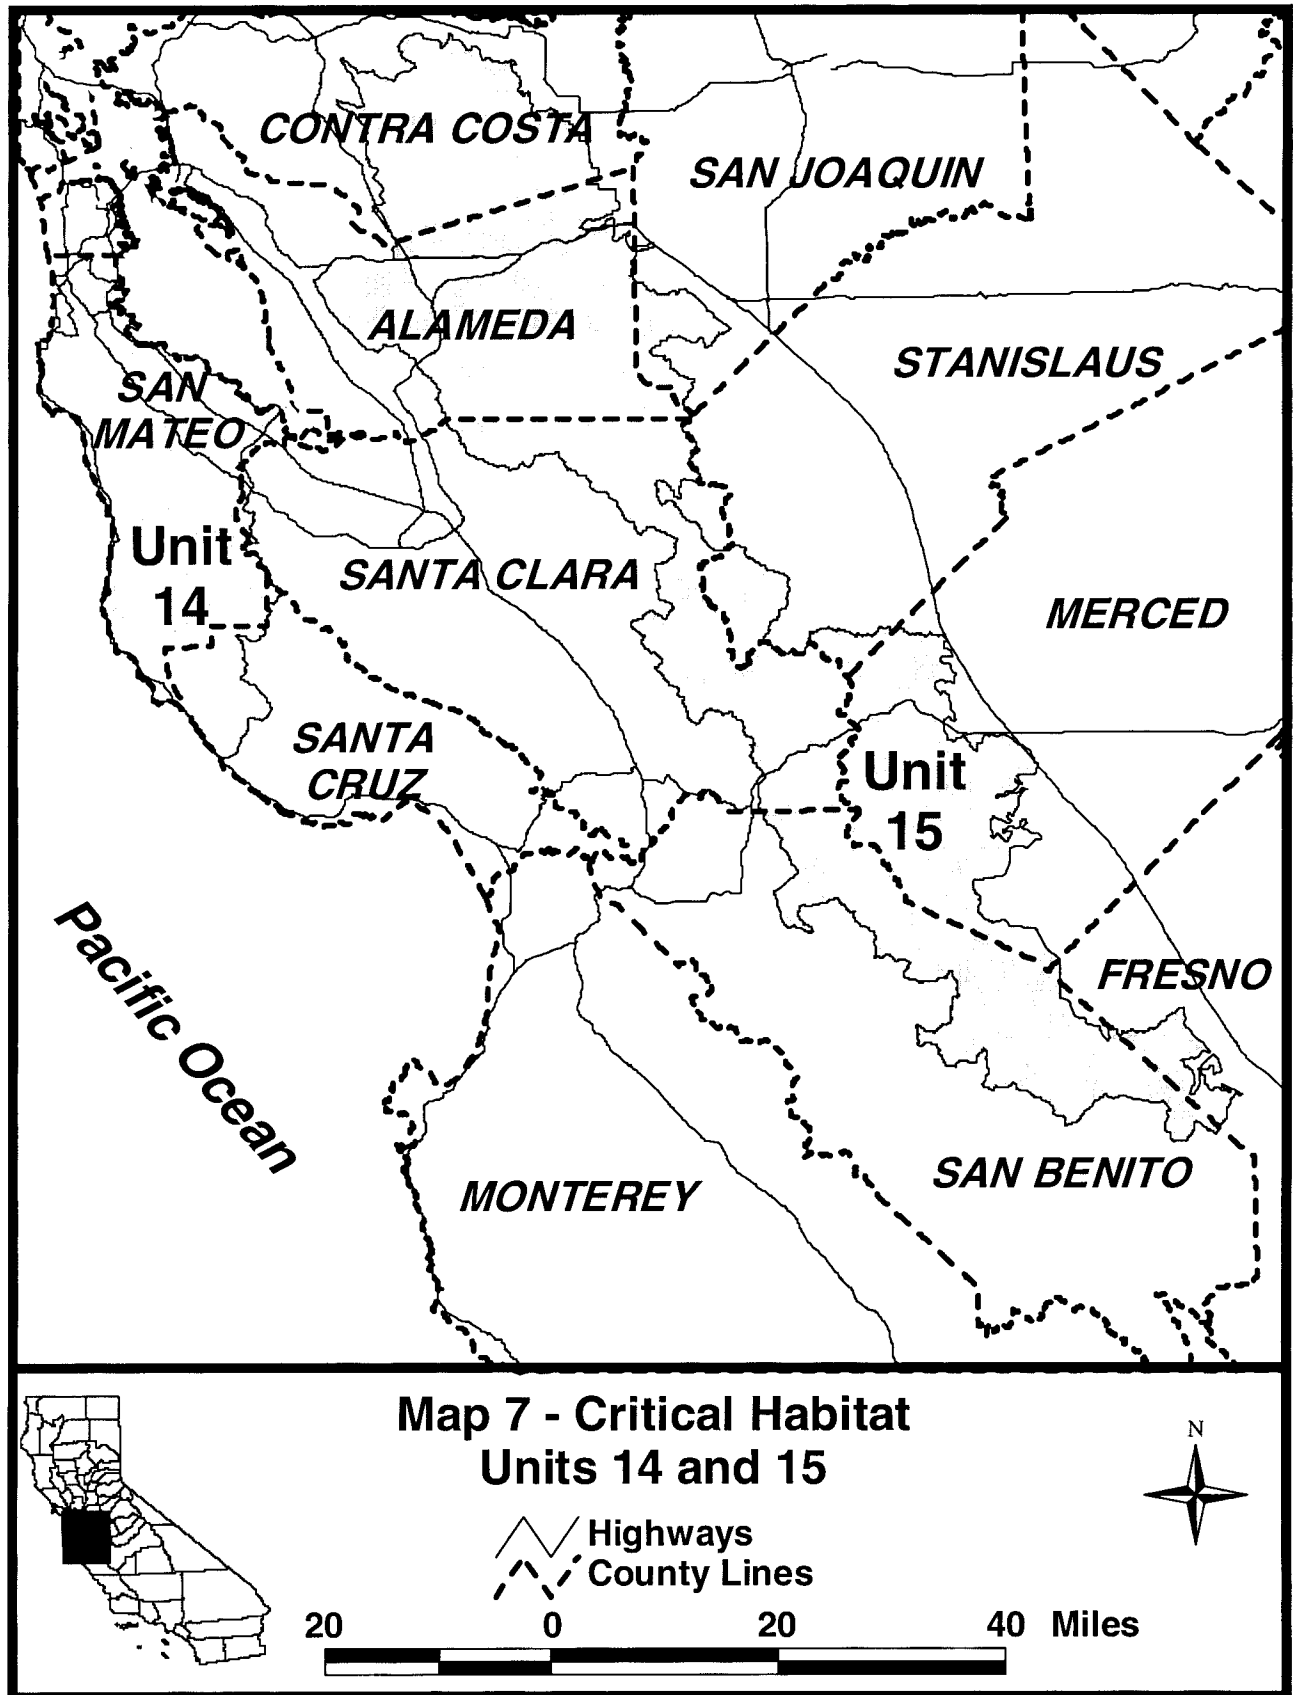 CONTRA COSTA
SAN JOAQUIN
ALAMEDA
STANISLAUS
SAN
MATEO
Unit
14
SANTA CLARA
MERCED
SANTA
CRUZ
Unit
15
Pacific Ocean
FRESNO
MONTEREY
SAN BENITO
Map 7 - Critical Habitat
Units 14 and 15
N
Highways
County Lines
20 0 20 40 Miles